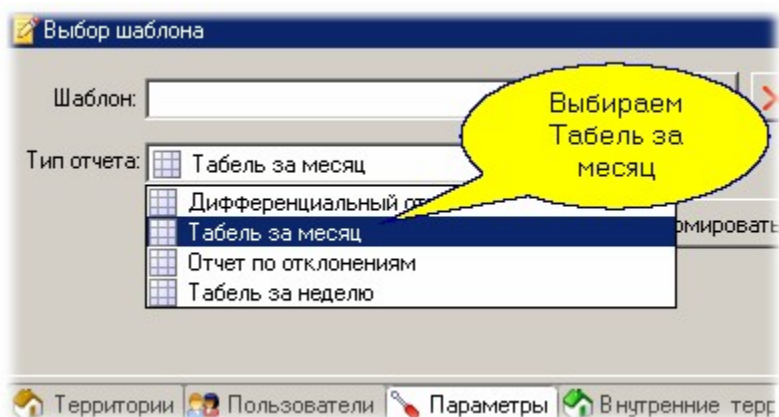 Выбор шаблона
Шаблон:
Выбираем
Табель за
месяц
Тип отчета: Табель за месяц
Дифференциальный
Табель за месяц
Отчет по отклонениям
Табель за неделю
Территории Пользователи Параметры Внутренние